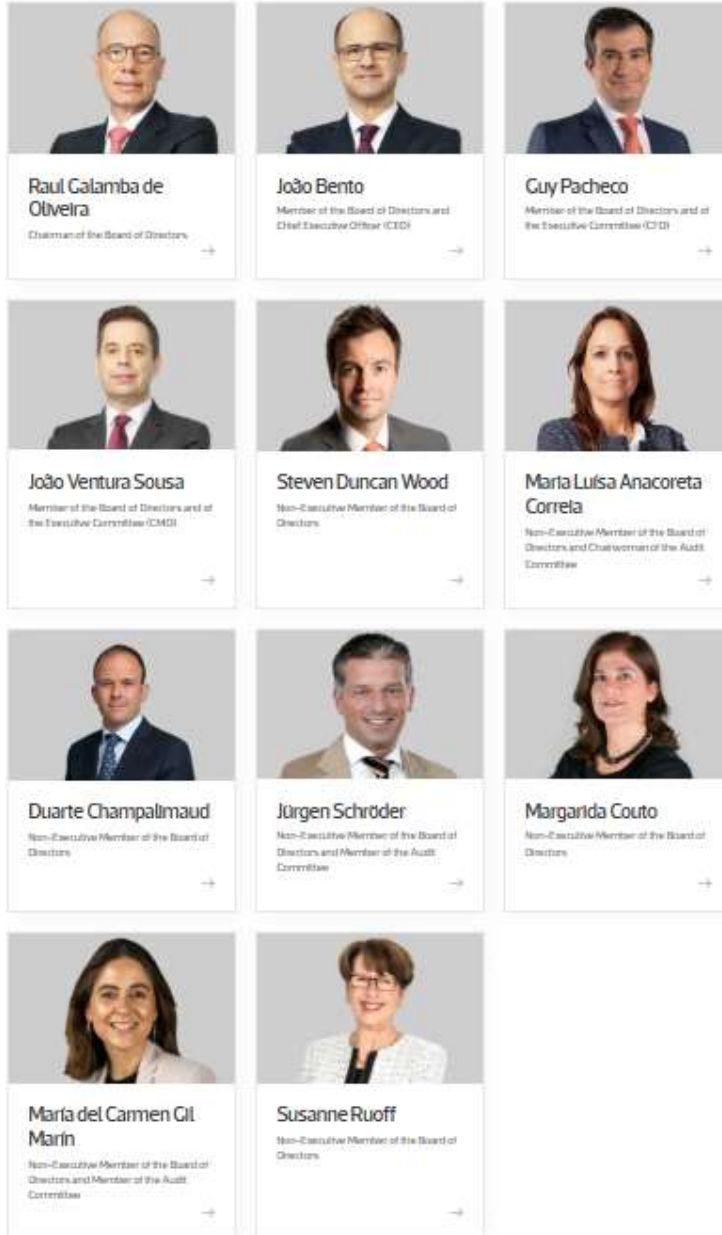 Raul Galamba de
Oliveira
Chairman of the Board of Directors
→
João Bento
Member of the Board of Directors and
Chief Executive Officer (CEO)
→
Guy Pacheco
Member of the Board of Directors and of
the Executive Committee (CFO)
→
João Ventura Sousa
Member of the Board of Directors and of
the Executive Committee (CMO)
→
Steven Duncan Wood
Non-Executive Member of the Board of
Directors
→
Maria Luísa Anacoreta
Correia
Non-Executive Member of the Board of
Directors and Chairwoman of the Audit
Committee
→
Duarte Champalimaud
Non-Executive Member of the Board of
Directors
→
Jürgen Schröder
Non-Executive Member of the Board of
Directors and Member of the Audit
Committee
→
Margarida Couto
Non-Executive Member of the Board of
Directors
→
María del Carmen Gil
Marín
Non-Executive Member of the Board of
Directors and Member of the Audit
Committee
→
Susanne Ruoff
Non-Executive Member of the Board of
Directors
→